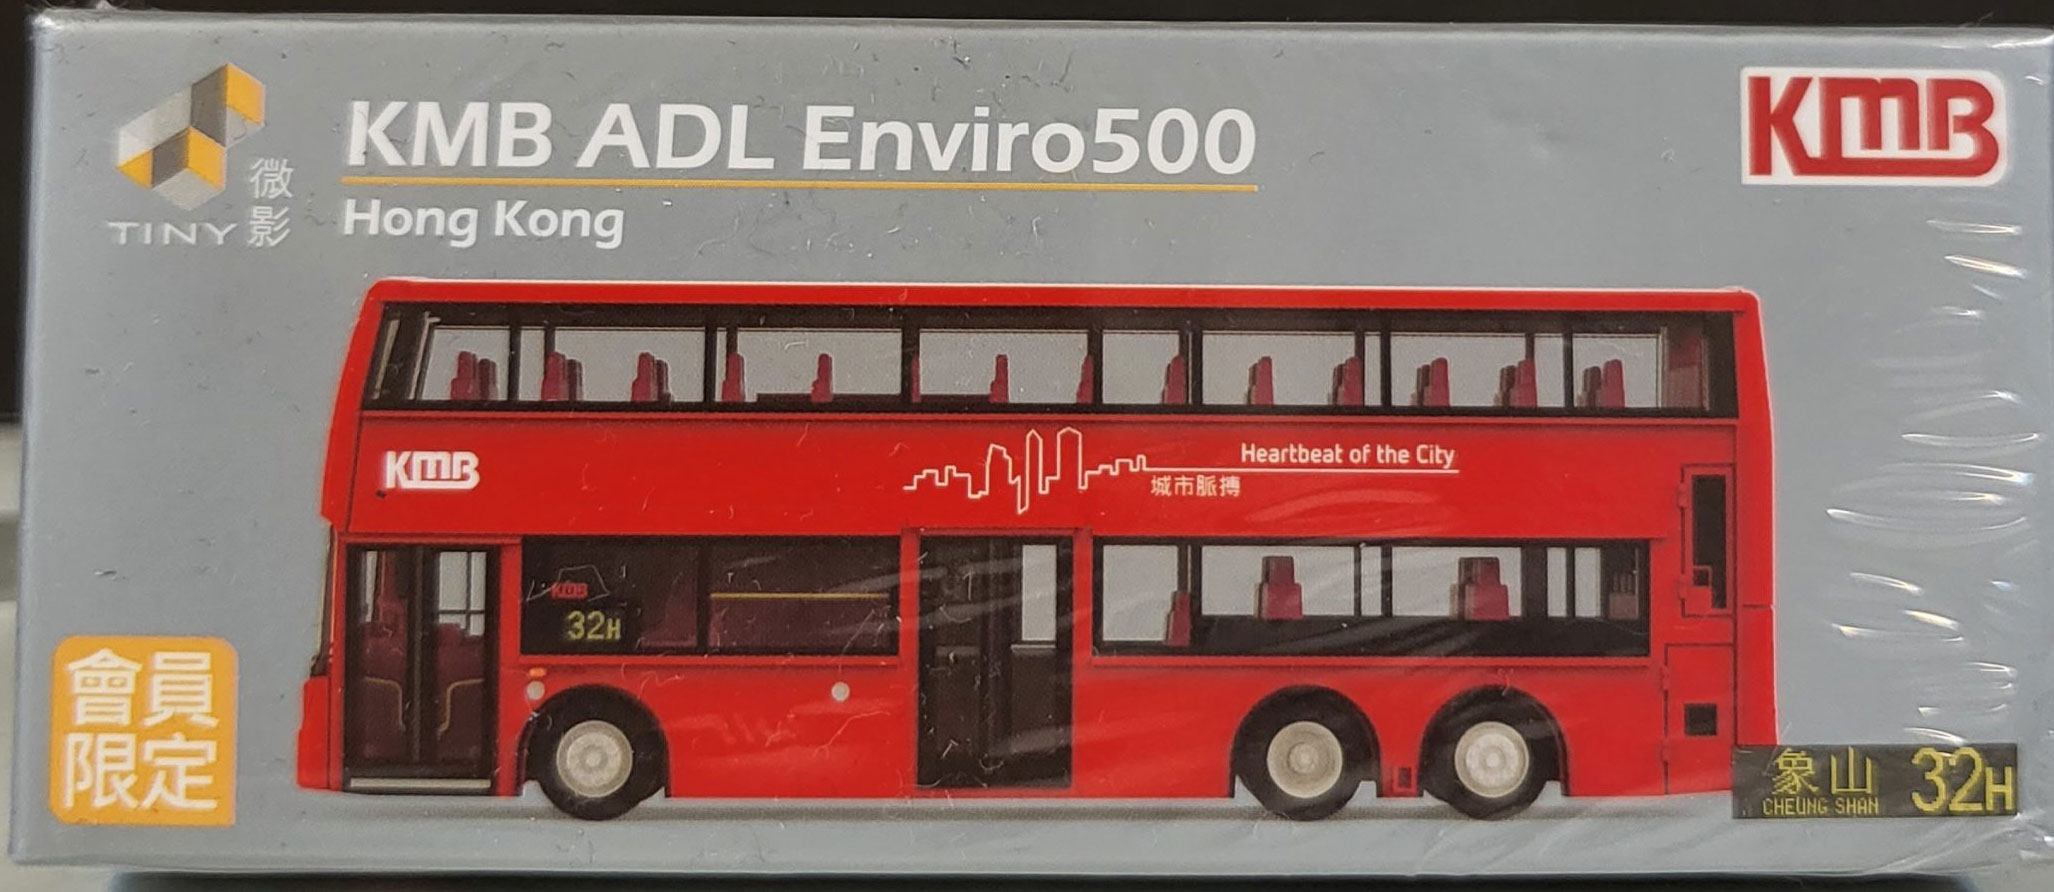 KMB ADL Enviro500
KMB
TINY 微影
Hong Kong
KMB
Heartbeat of the City
城市脈搏
KMB
32H
會員
限定
象山 32H
CHEUNG SHAN